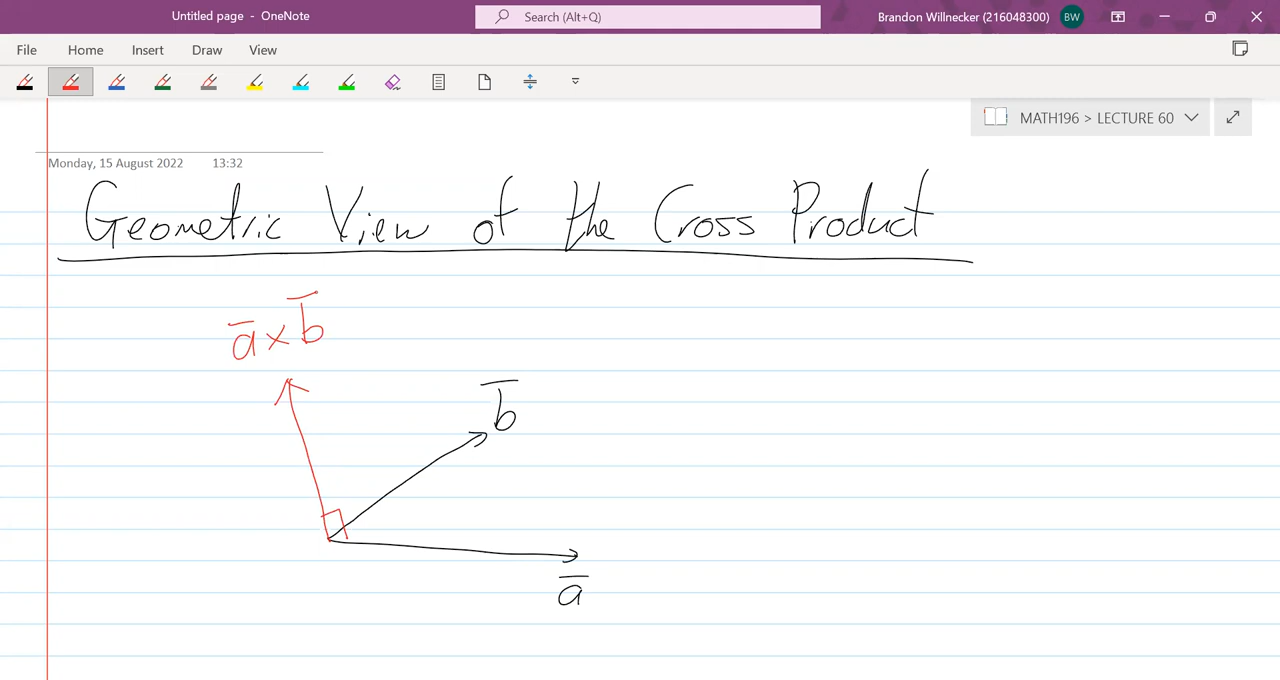 Untitled page - OneNote
Search (Alt+Q)
Brandon Willnecker (216048300)
BW
File Home Insert Draw View
MATH196 > LECTURE 60
Monday, 15 August 2022 13:32
Geometric View of the Cross Product
a̅ × b̅
b̅
a̅